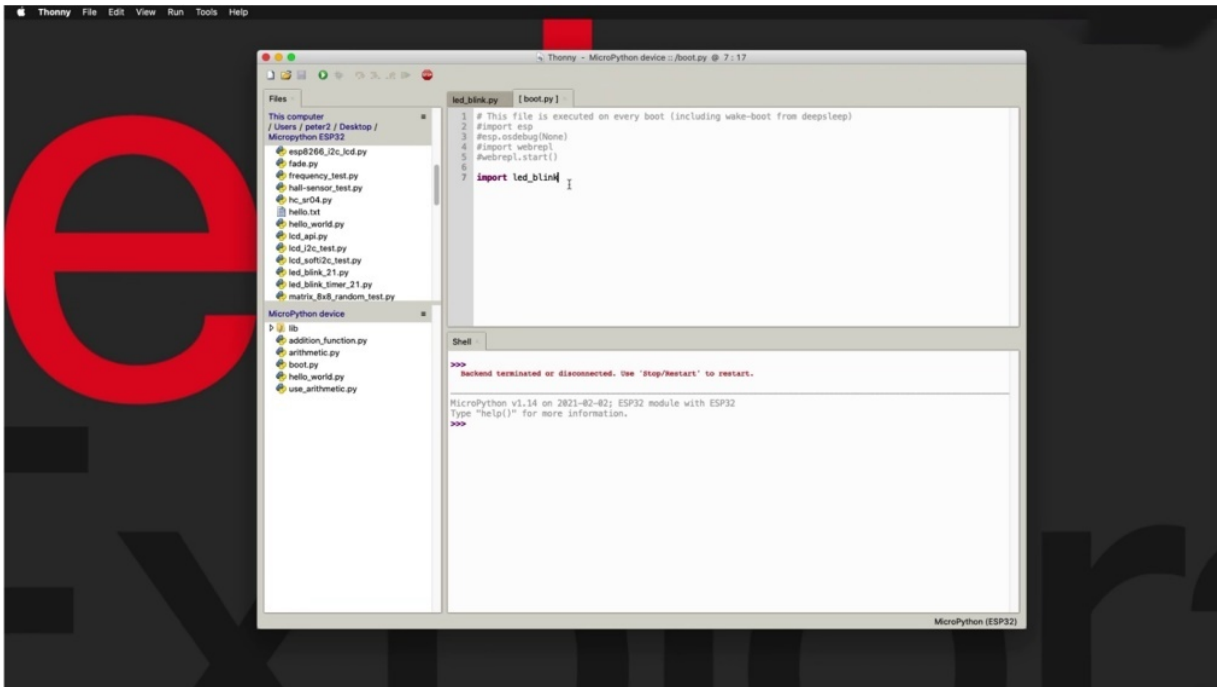 Thonny File Edit View Run Tools Help
Thonny - MicroPython device :: /boot.py @ 7 : 17
Files
This computer
/ Users / peter2 / Desktop /
Micropython ESP32
esp8266_i2c_lcd.py
fade.py
frequency_test.py
hall-sensor_test.py
hc_sr04.py
hello.txt
hello_world.py
lcd_api.py
lcd_i2c_test.py
lcd_softi2c_test.py
led_blink_21.py
led_blink_timer_21.py
matrix_8x8_random_test.py
MicroPython device
lib
addition_function.py
arithmetic.py
boot.py
hello_world.py
use_arithmetic.py
led_blink.py [ boot.py ]
1 # This file is executed on every boot (including wake-boot from deepsleep)
2 #import esp
3 #esp.osdebug(None)
4 #import webrepl
5 #webrepl.start()
6
7 import led_blink
Shell
>>>
Backend terminated or disconnected. Use 'Stop/Restart' to restart.
MicroPython v1.14 on 2021-02-02; ESP32 module with ESP32
Type "help()" for more information.
>>>
MicroPython (ESP32)